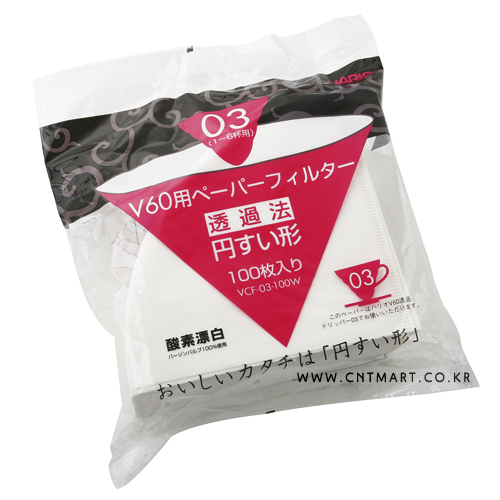 HARIO
03
(1~6杯用)
V60用ペーパーフィルター
透過法
円すい形
100枚入り
VCF-03-100W
03
このペーパーはハリオV60透過
ドリッパー03でお使いいただけます。
酸素漂白
バージンパルプ100%使用
おいしいカタチは「円すい形」
WWW.CNTMART.CO.KR